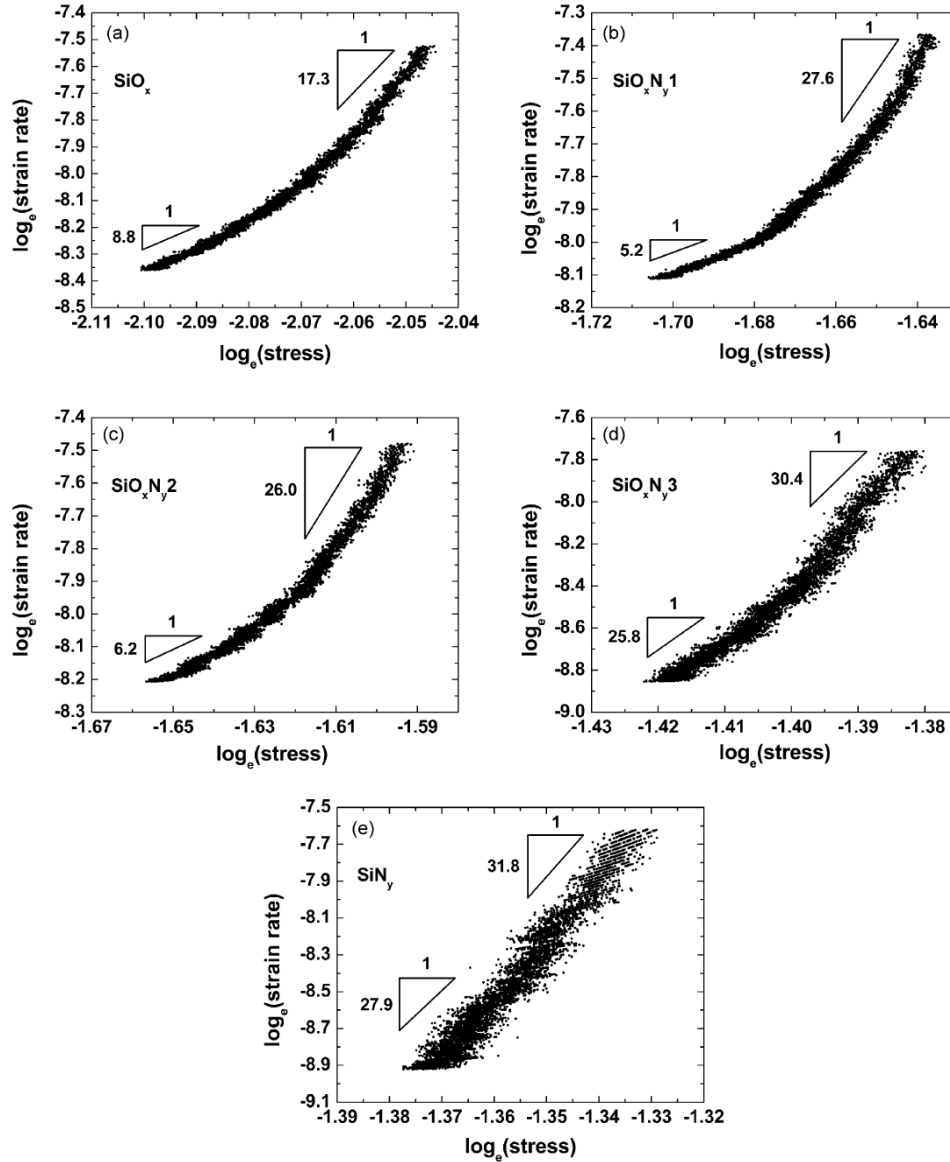 (a)
SiOx
1
17.3
1
8.8
-7.4
-7.5
-7.6
-7.7
-7.8
-7.9
-8.0
-8.1
-8.2
-8.3
-8.4
-8.5
-2.11 -2.10 -2.09 -2.08 -2.07 -2.06 -2.05 -2.04
loge(strain rate)
loge(stress)
(b)
SiOxNy1
1
27.6
1
5.2
-7.3
-7.4
-7.5
-7.6
-7.7
-7.8
-7.9
-8.0
-8.1
-8.2
-1.72 -1.70 -1.68 -1.66 -1.64
loge(strain rate)
loge(stress)
(c)
SiOxNy2
1
26.0
1
6.2
-7.4
-7.5
-7.6
-7.7
-7.8
-7.9
-8.0
-8.1
-8.2
-8.3
-1.67 -1.65 -1.63 -1.61 -1.59
loge(strain rate)
loge(stress)
(d)
SiOxNy3
1
30.4
1
25.8
-7.6
-7.8
-8.0
-8.2
-8.4
-8.6
-8.8
-9.0
-1.43 -1.42 -1.41 -1.40 -1.39 -1.38
loge(strain rate)
loge(stress)
(e)
SiNy
1
31.8
1
27.9
-7.5
-7.7
-7.9
-8.1
-8.3
-8.5
-8.7
-8.9
-9.1
-1.39 -1.38 -1.37 -1.36 -1.35 -1.34 -1.33 -1.32
loge(strain rate)
loge(stress)